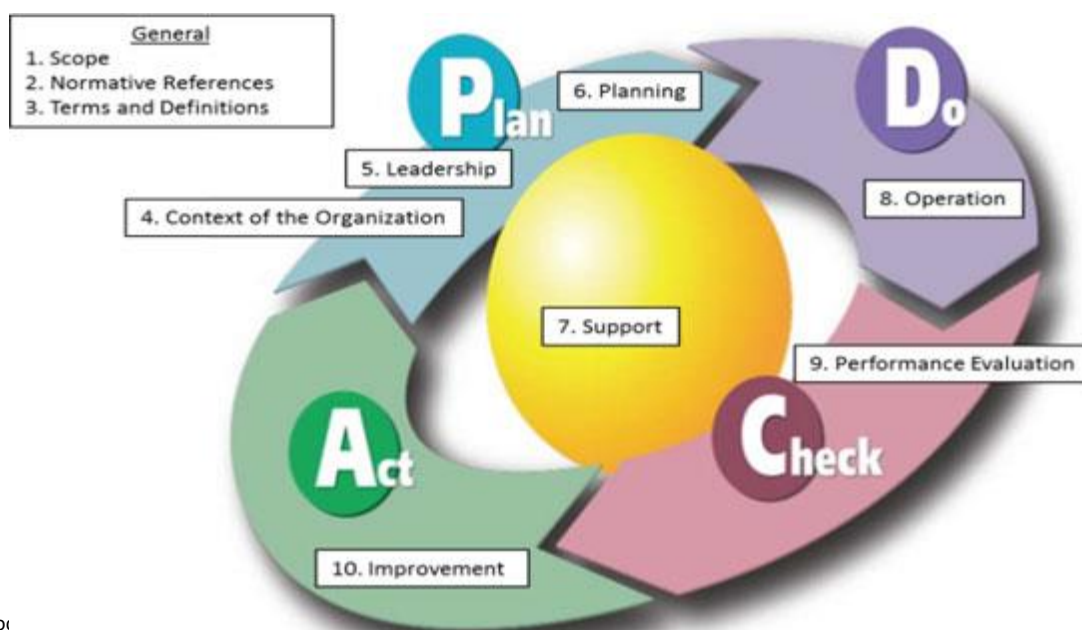 General
1. Scope
2. Normative References
3. Terms and Definitions
Plan
6. Planning
Do
5. Leadership
8. Operation
4. Context of the Organization
7. Support
9. Performance Evaluation
Check
Act
10. Improvement